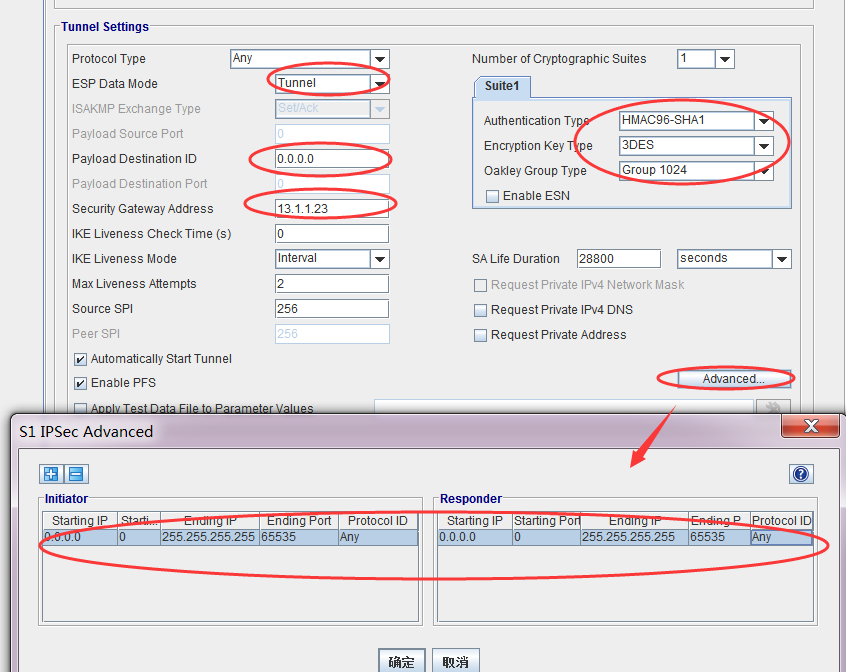 Tunnel Settings
Protocol Type Any Number of Cryptographic Suites 1
ESP Data Mode Tunnel Suite1
ISAKMP Exchange Type Set/Ack
Authentication Type HMAC96-SHA1
Payload Source Port 0
Encryption Key Type 3DES
Payload Destination ID 0.0.0.0
Oakley Group Type Group 1024
Payload Destination Port 0
Enable ESN
Security Gateway Address 13.1.1.23
IKE Liveness Check Time (s) 0
IKE Liveness Mode Interval SA Life Duration 28800 seconds
Max Liveness Attempts 2 Request Private IPv4 Network Mask
Source SPI 256 Request Private IPv4 DNS
Peer SPI 256 Request Private Address
Automatically Start Tunnel
Enable PFS Advanced...
Apply Test Data File to Parameter Values
S1 IPSec Advanced
Initiator Responder
Starting IP Starti... Ending IP Ending Port Protocol ID Starting IP Starting Port Ending IP Ending P... Protocol ID
0.0.0.0 0 255.255.255.255 65535 Any 0.0.0.0 0 255.255.255.255 65535 Any
确定 取消